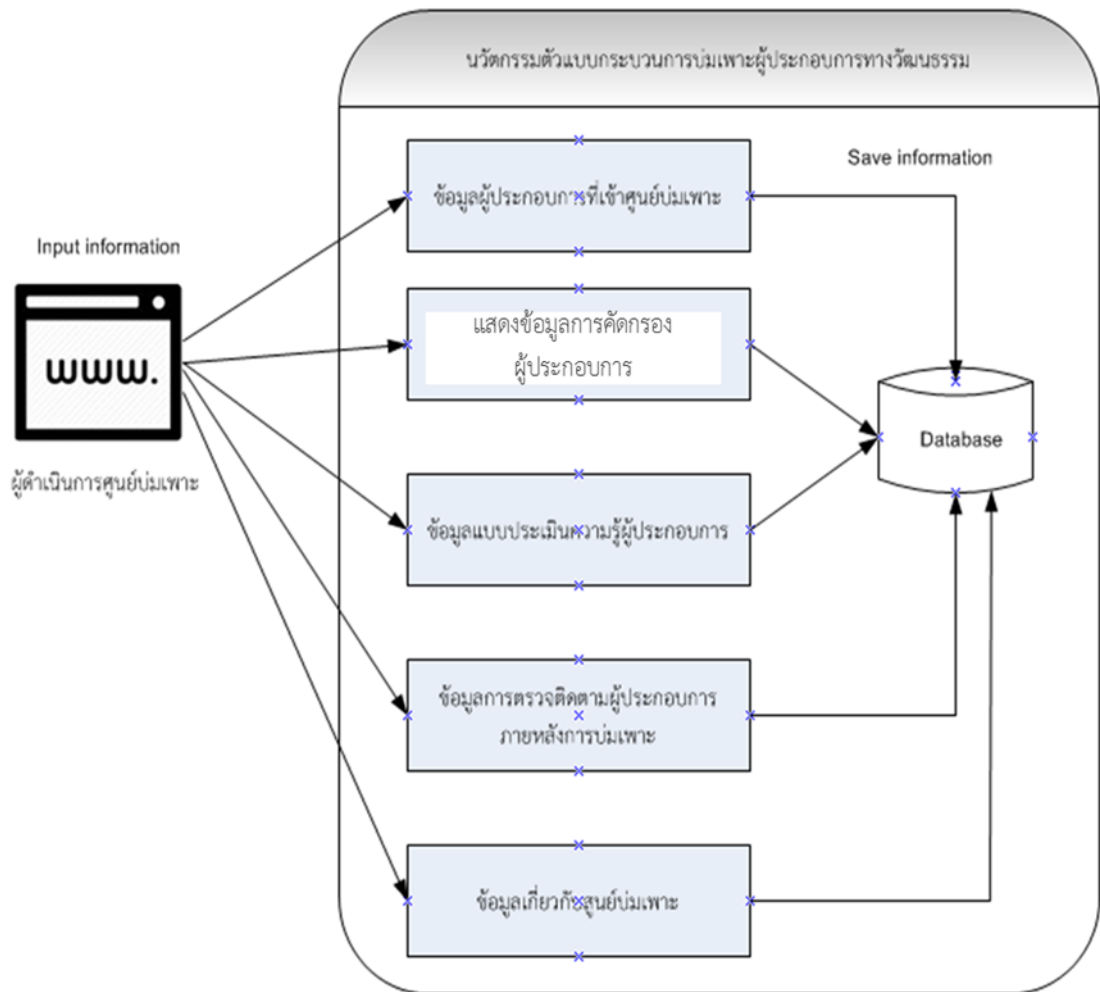 นวัตกรรมตัวแบบกระบวนการบ่มเพาะผู้ประกอบการทางวัฒนธรรม
Save information
ข้อมูลผู้ประกอบการที่เข้าศูนย์บ่มเพาะ
Input information
www.
ผู้ดำเนินการศูนย์บ่มเพาะ
แสดงข้อมูลการคัดกรอง
ผู้ประกอบการ
Database
ข้อมูลแบบประเมินความรู้ผู้ประกอบการ
ข้อมูลการตรวจติดตามผู้ประกอบการ
ภายหลังการบ่มเพาะ
ข้อมูลเกี่ยวกับสูนย์บ่มเพาะ